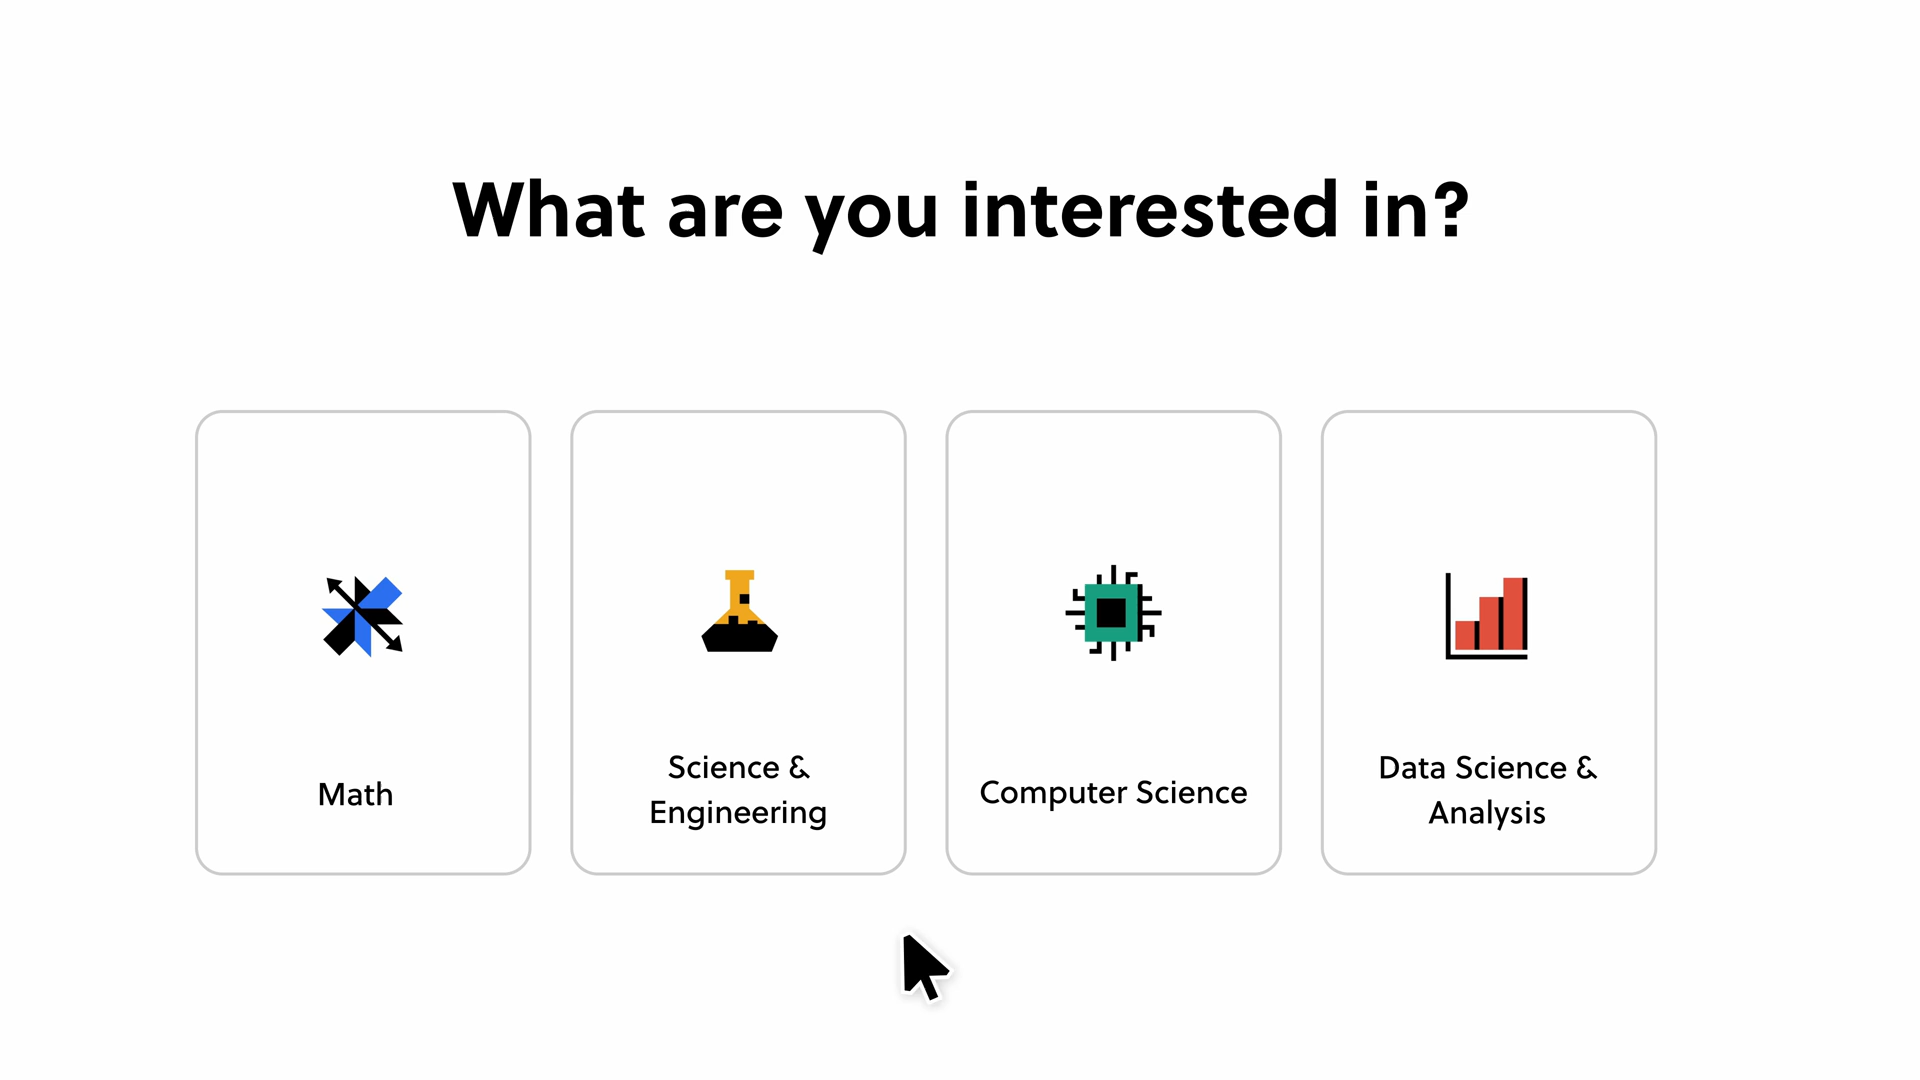 What are you interested in?
Math
Science &
Engineering
Computer Science
Data Science &
Analysis